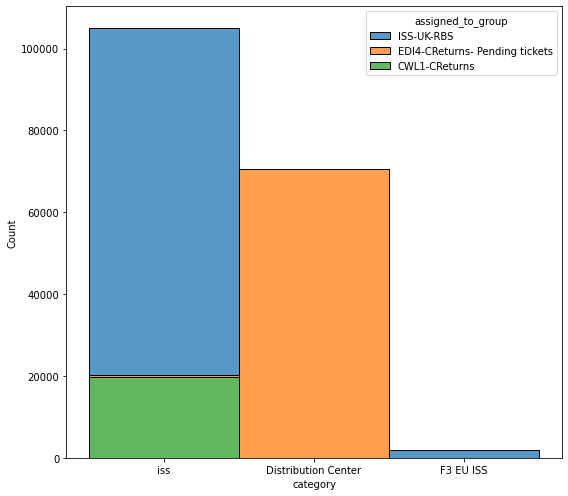 assigned_to_group
ISS-UK-RBS
EDI4-CReturns- Pending tickets
CWL1-CReturns
100000
80000
60000
40000
20000
0
Count
iss
Distribution Center
F3 EU ISS
category